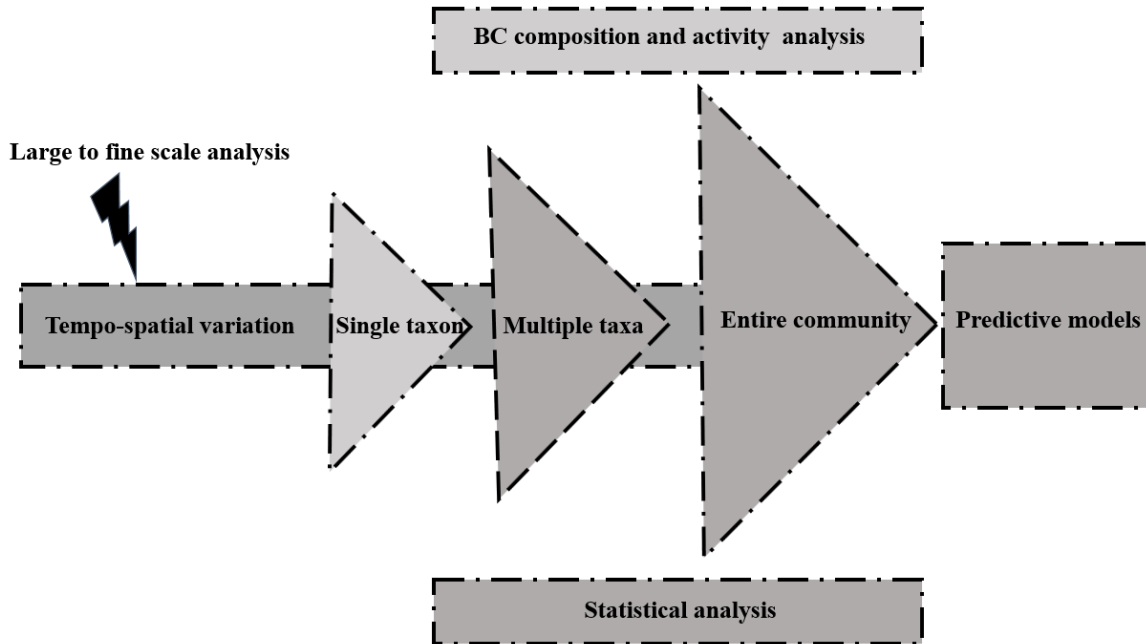 BC composition and activity analysis
Large to fine scale analysis
Tempo-spatial variation
Single taxon
Multiple taxa
Entire community
Predictive models
Statistical analysis